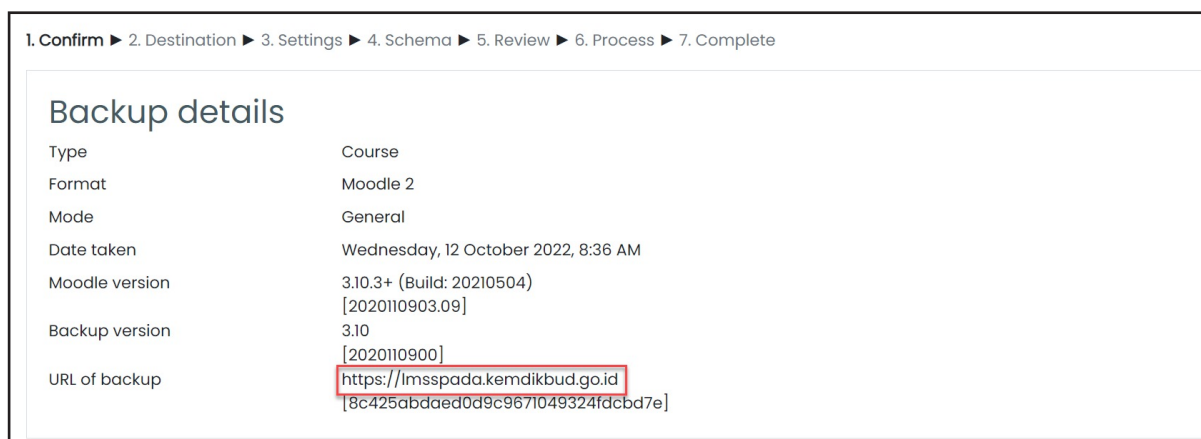 1. Confirm ► 2. Destination ► 3. Settings ► 4. Schema ► 5. Review ► 6. Process ► 7. Complete
Backup details
Type Course
Format Moodle 2
Mode General
Date taken Wednesday, 12 October 2022, 8:36 AM
Moodle version 3.10.3+ (Build: 20210504)
[2020110903.09]
Backup version 3.10
[2020110900]
URL of backup https://lmsspada.kemdikbud.go.id
[8c425abdaed0d9c9671049324fdcbd7e]